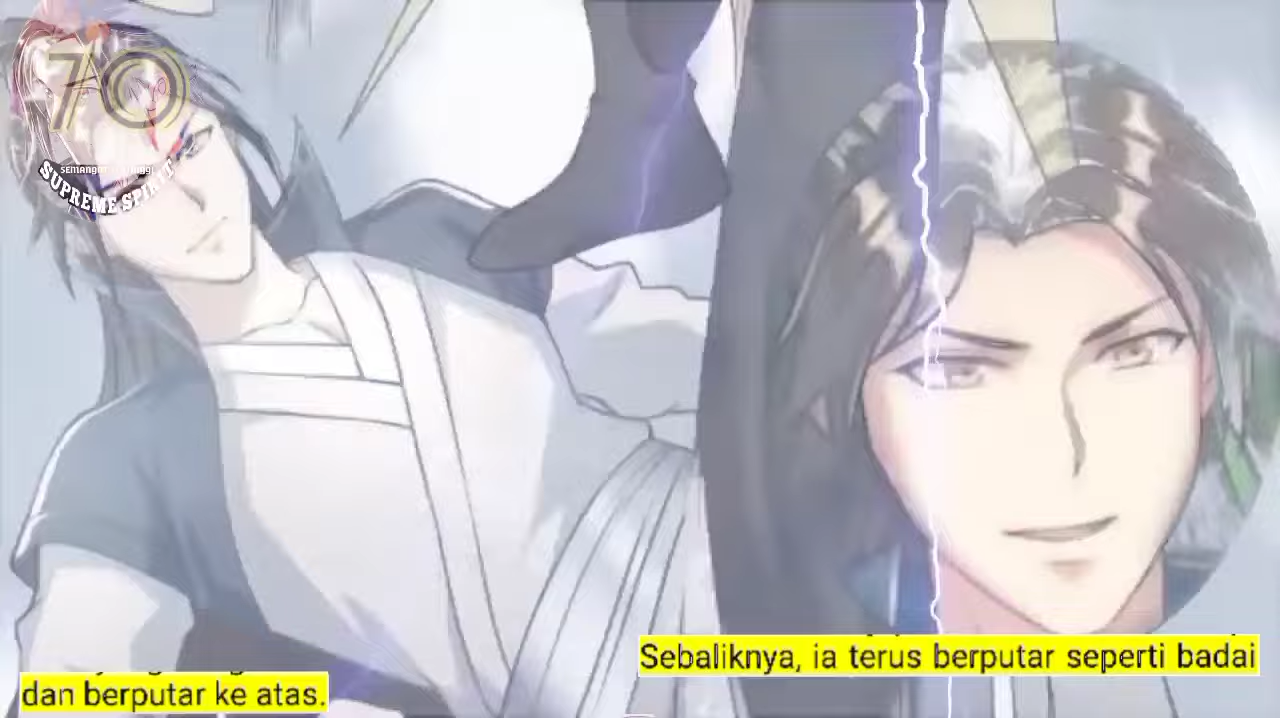 70
SUPREME SPIRIT
dan berputar ke atas.
Sebaliknya, ia terus berputar seperti badai